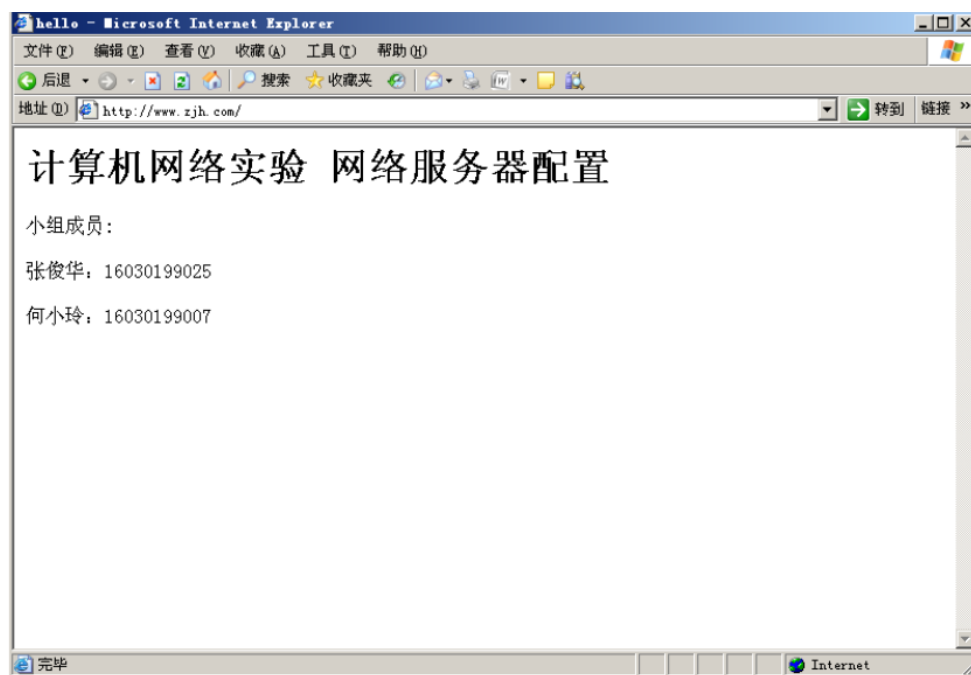 hello - Microsoft Internet Explorer
文件(F) 编辑(E) 查看(V) 收藏(A) 工具(T) 帮助(H)
后退 搜索 收藏夹
地址(D) http://www.zjh.com/ 转到 链接 »
计算机网络实验 网络服务器配置
小组成员:
张俊华：16030199025
何小玲：16030199007
完毕 Internet